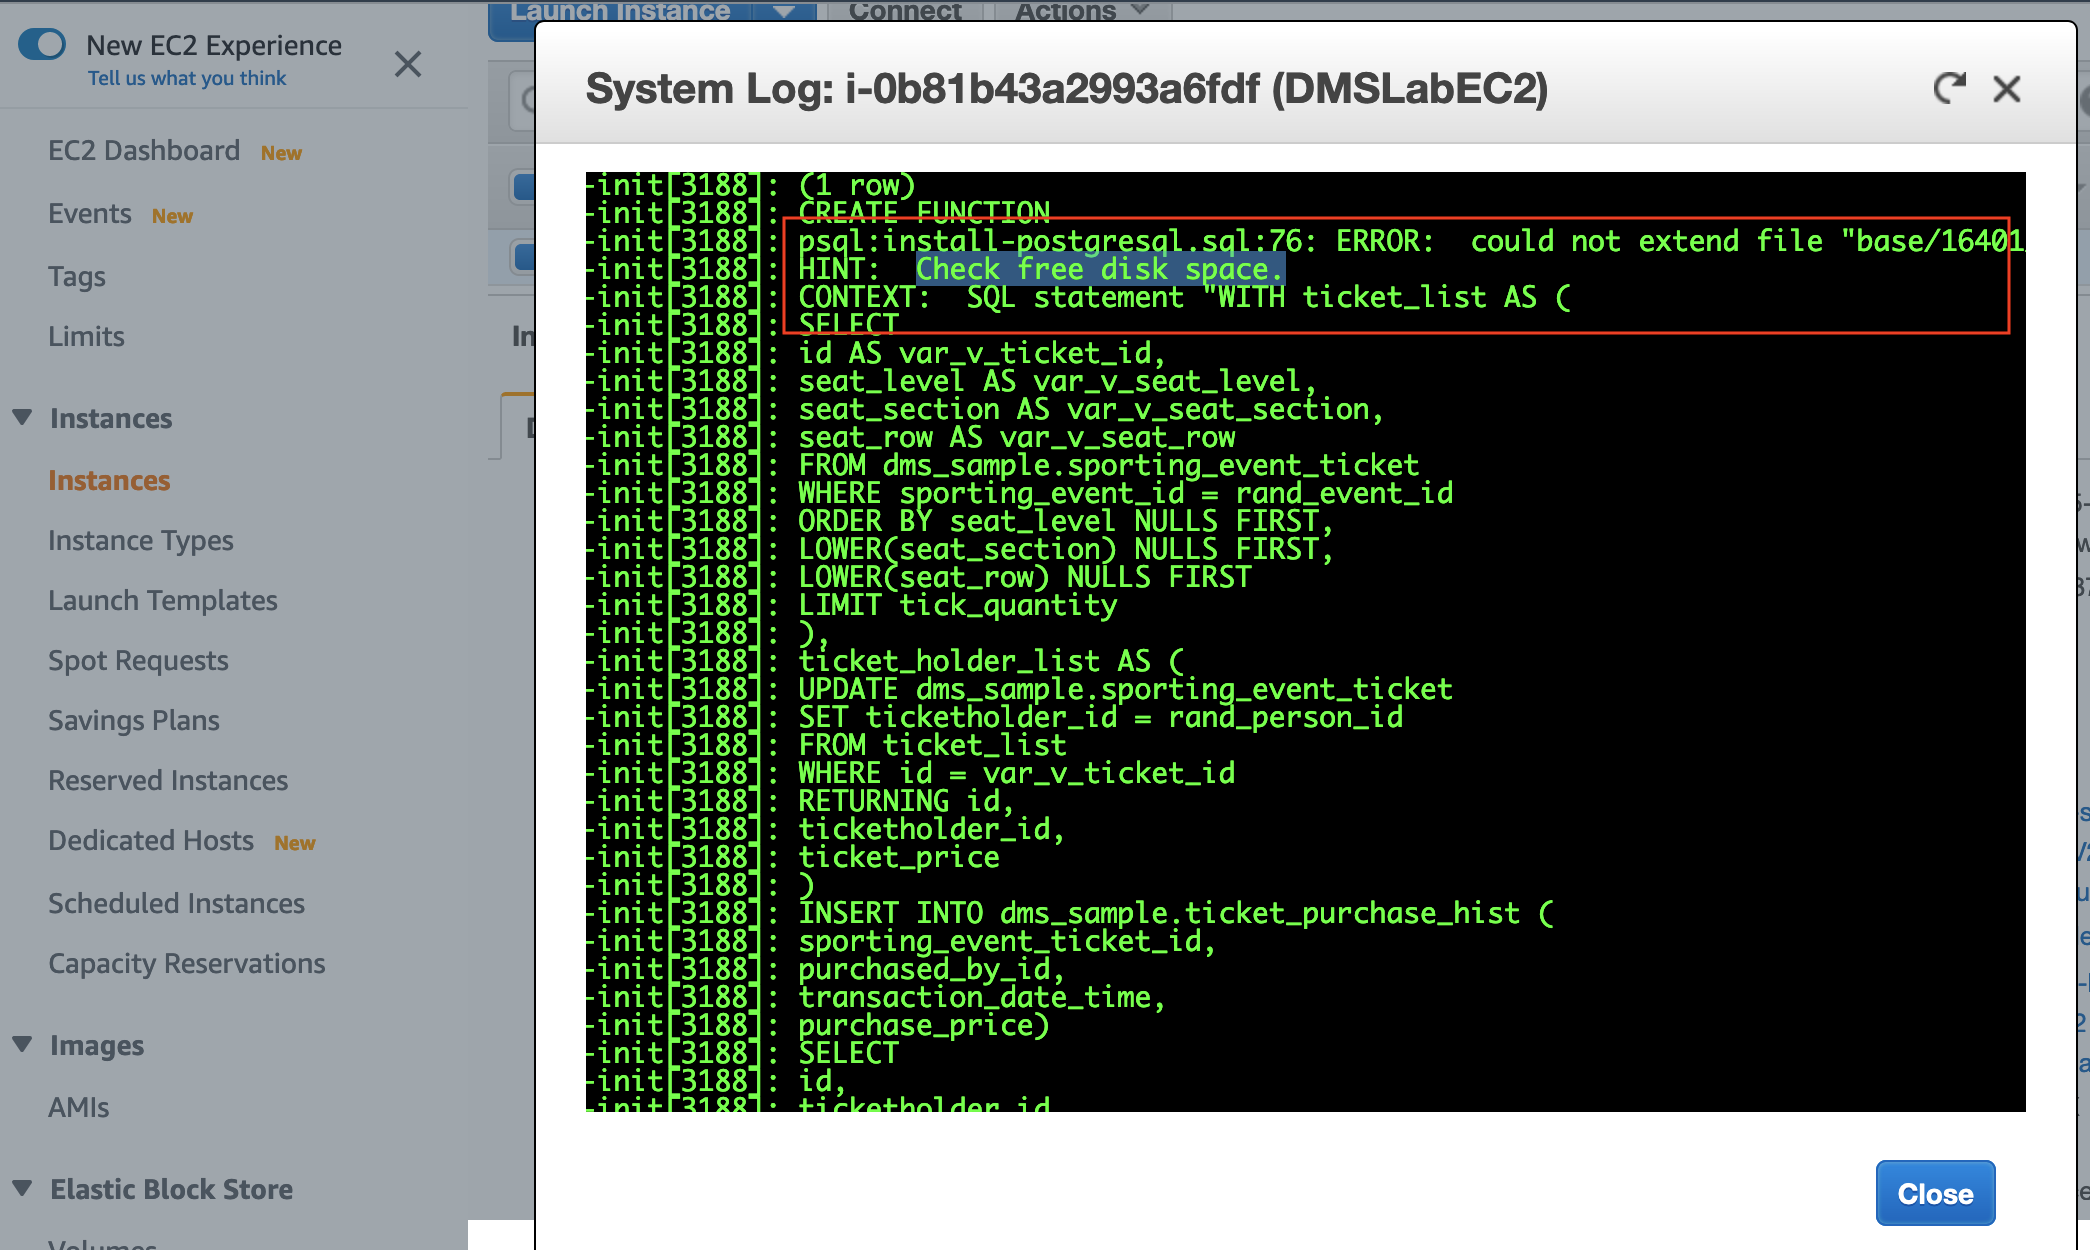 Launch Instance
Connect
Actions
New EC2 Experience
Tell us what you think
EC2 Dashboard New
Events New
Tags
Limits
Instances
Instances
Instance Types
Launch Templates
Spot Requests
Savings Plans
Reserved Instances
Dedicated Hosts New
Scheduled Instances
Capacity Reservations
Images
AMIs
Elastic Block Store
Volumes
System Log: i-0b81b43a2993a6fdf (DMSLabEC2)
-init[3188]: (1 row)
-init[3188]: CREATE FUNCTION
-init[3188]: psql:install-postgresql.sql:76: ERROR:  could not extend file "base/16401
-init[3188]: HINT:  Check free disk space.
-init[3188]: CONTEXT:  SQL statement "WITH ticket_list AS (
-init[3188]: SELECT
-init[3188]: id AS var_v_ticket_id,
-init[3188]: seat_level AS var_v_seat_level,
-init[3188]: seat_section AS var_v_seat_section,
-init[3188]: seat_row AS var_v_seat_row
-init[3188]: FROM dms_sample.sporting_event_ticket
-init[3188]: WHERE sporting_event_id = rand_event_id
-init[3188]: ORDER BY seat_level NULLS FIRST,
-init[3188]: LOWER(seat_section) NULLS FIRST,
-init[3188]: LOWER(seat_row) NULLS FIRST
-init[3188]: LIMIT tick_quantity
-init[3188]: ),
-init[3188]: ticket_holder_list AS (
-init[3188]: UPDATE dms_sample.sporting_event_ticket
-init[3188]: SET ticketholder_id = rand_person_id
-init[3188]: FROM ticket_list
-init[3188]: WHERE id = var_v_ticket_id
-init[3188]: RETURNING id,
-init[3188]: ticketholder_id,
-init[3188]: ticket_price
-init[3188]: )
-init[3188]: INSERT INTO dms_sample.ticket_purchase_hist (
-init[3188]: sporting_event_ticket_id,
-init[3188]: purchased_by_id,
-init[3188]: transaction_date_time,
-init[3188]: purchase_price)
-init[3188]: SELECT
-init[3188]: id,
-init[3188]: ticketholder_id
Close